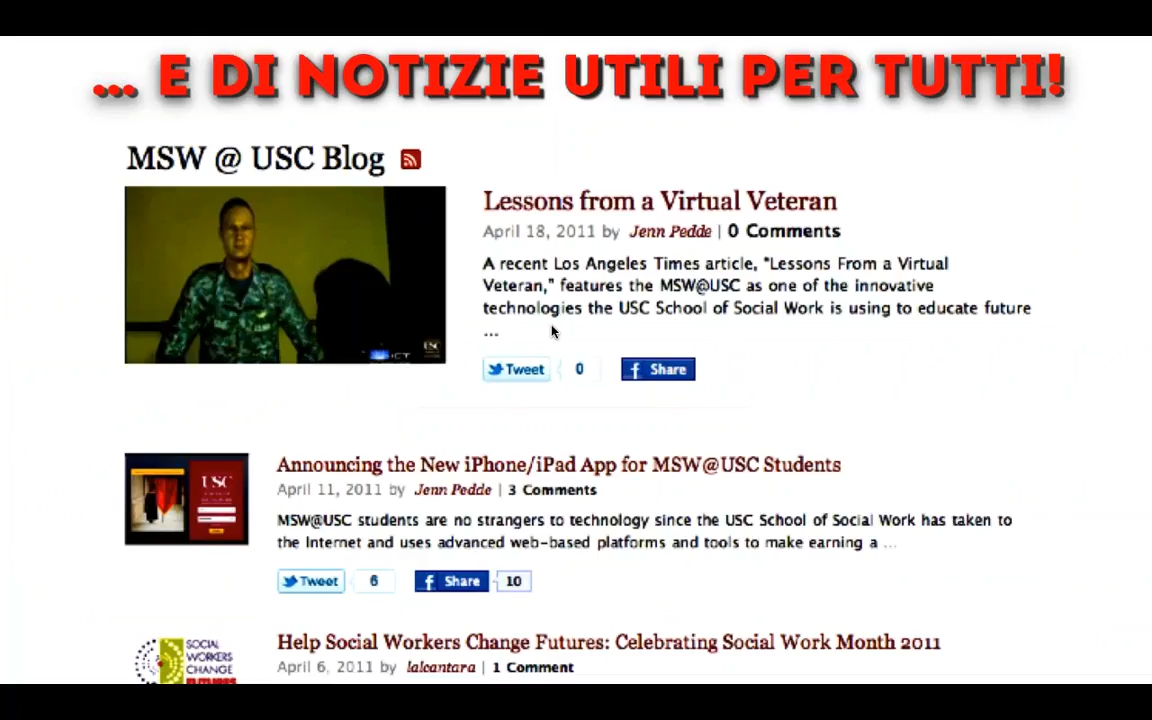 ... E DI NOTIZIE UTILI PER TUTTI!
MSW @ USC Blog
Lessons from a Virtual Veteran
April 18, 2011 by Jenn Pedde | 0 Comments
A recent Los Angeles Times article, "Lessons From a Virtual
Veteran," features the MSW@USC as one of the innovative
technologies the USC School of Social Work is using to educate future
...
Tweet 0 Share
USC
ICT
Announcing the New iPhone/iPad App for MSW@USC Students
April 11, 2011 by Jenn Pedde | 3 Comments
USC
MSW@USC students are no strangers to technology since the USC School of Social Work has taken to
the Internet and uses advanced web-based platforms and tools to make earning a ...
Tweet 6 Share 10
Help Social Workers Change Futures: Celebrating Social Work Month 2011
April 6, 2011 by lalcantara | 1 Comment
SOCIAL
WORKERS
CHANGE
FUTURES